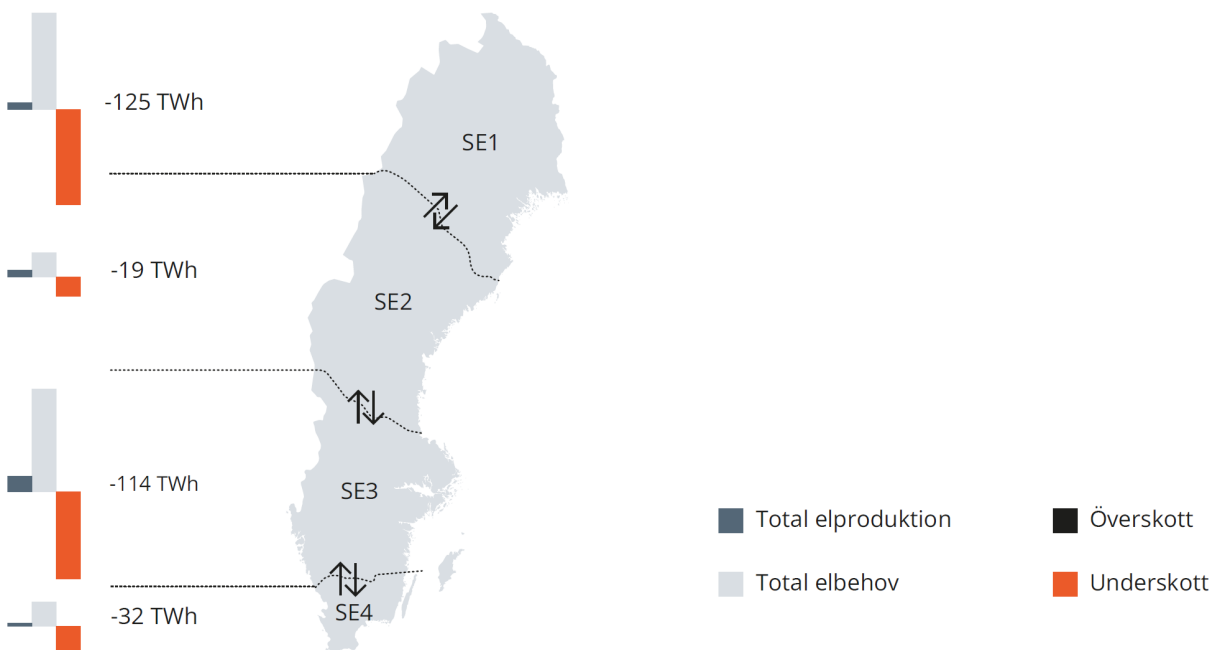 -125 TWh
SE1
-19 TWh
SE2
-114 TWh
SE3
-32 TWh
SE4
Total elproduktion
Överskott
Total elbehov
Underskott